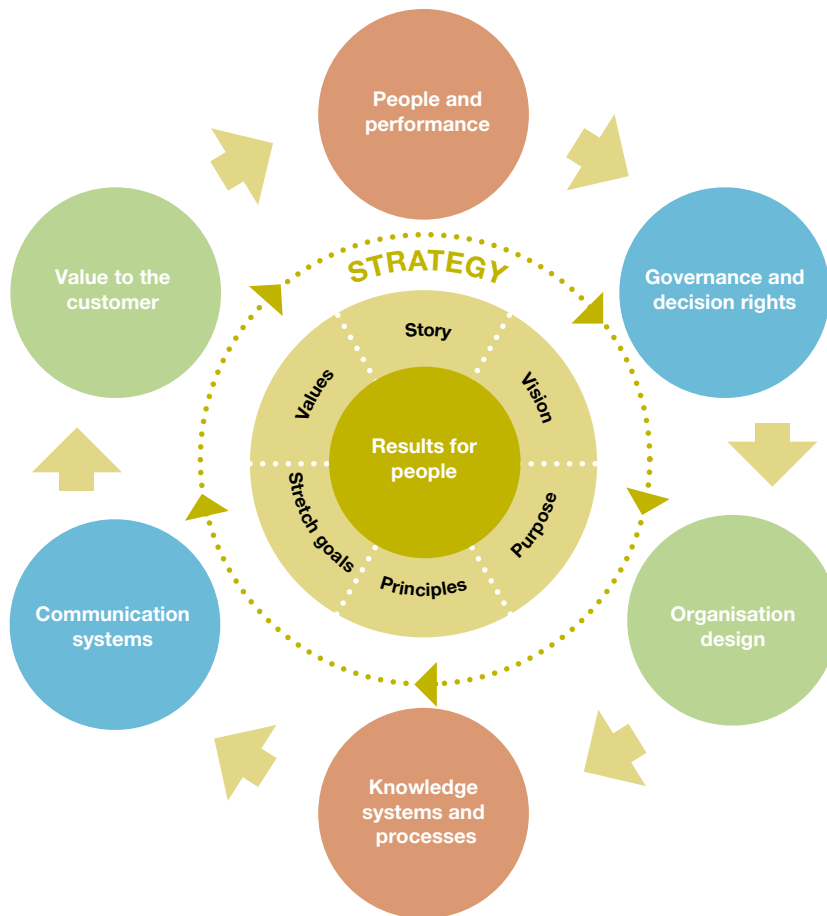 People and
performance
Value to the
customer
Governance and
decision rights
STRATEGY
Story
Values
Vision
Results for
people
Stretch goals
Purpose
Principles
Communication
systems
Organisation
design
Knowledge
systems and
processes